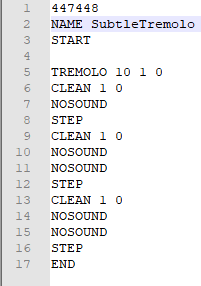 1 447448
2 NAME SubtleTremolo
3 START
4
5 TREMOLO 10 1 0
6 CLEAN 1 0
7 NOSOUND
8 STEP
9 CLEAN 1 0
10 NOSOUND
11 NOSOUND
12 STEP
13 CLEAN 1 0
14 NOSOUND
15 NOSOUND
16 STEP
17 END